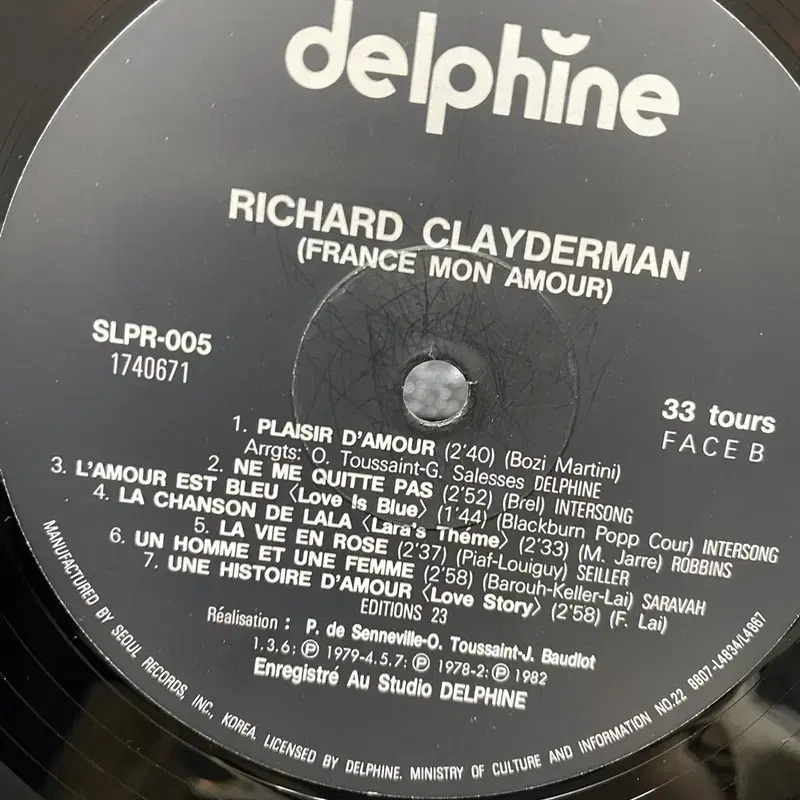 delphine
RICHARD CLAYDERMAN
(FRANCE MON AMOUR)
SLPR-005
1740671
33 tours
FACE B
1. PLAISIR D'AMOUR (2'40) (Bozi Martini)
Arrgts: O. Toussaint-G. Salesses DELPHINE
2. NE ME QUITTE PAS (2'52) (Brel) INTERSONG
3. L'AMOUR EST BLEU 〈Love Is Blue〉 (1'44) (Blackburn Popp Cour) INTERSONG
4. LA CHANSON DE LALA 〈Lara's Theme〉 (2'33) (M. Jarre) ROBBINS
5. LA VIE EN ROSE (2'37) (Piaf-Louiguy) SEILLER
6. UN HOMME ET UNE FEMME (2'58) (Barouh-Keller-Lai) SARAVAH
7. UNE HISTOIRE D'AMOUR 〈Love Story〉 (2'58) (F. Lai)
EDITIONS 23
Réalisation : P. de Senneville-O. Toussaint-J. Baudlot
1.3.6: Ⓟ 1979-4.5.7: Ⓟ 1978-2: Ⓟ 1982
Enregistré Au Studio DELPHINE
MANUFACTURED BY SEOUL RECORDS, INC., KOREA, LICENSED BY DELPHINE. MINISTRY OF CULTURE AND INFORMATION NO.22 8807-L4834/L4867